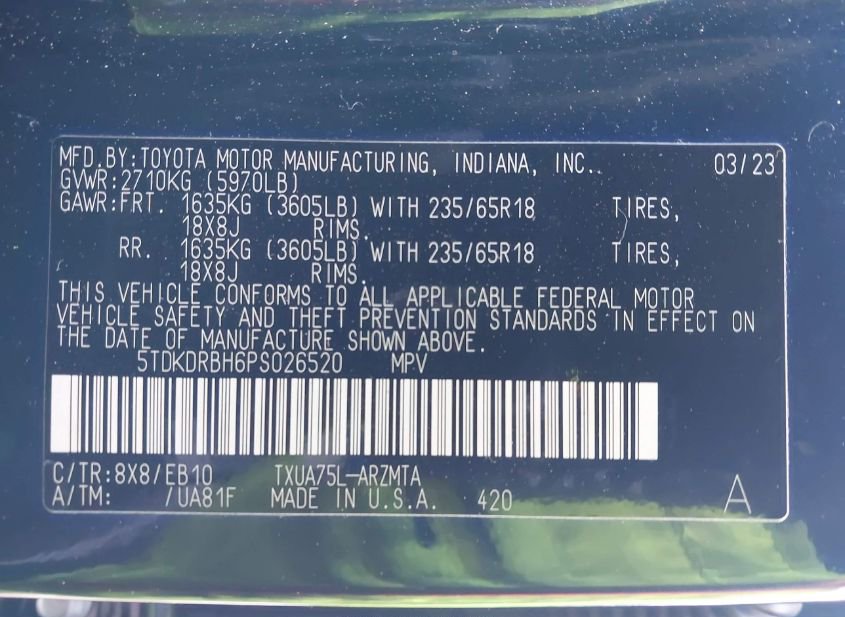 MFD.BY:TOYOTA MOTOR MANUFACTURING, INDIANA, INC.. 03/23
GVWR:2710KG (5970LB)
GAWR:FRT. 1635KG (3605LB) WITH 235/65R18 TIRES,
18X8J RIMS.
RR. 1635KG (3605LB) WITH 235/65R18 TIRES,
18X8J RIMS.
THIS VEHICLE CONFORMS TO ALL APPLICABLE FEDERAL MOTOR
VEHICLE SAFETY AND THEFT PREVENTION STANDARDS IN EFFECT ON
THE DATE OF MANUFACTURE SHOWN ABOVE.
5TDKDRBH6PS026520 MPV
C/TR:8X8/EB10 TXUA75L-ARZMTA
A/TM: /UA81F MADE IN U.S.A. 420 A